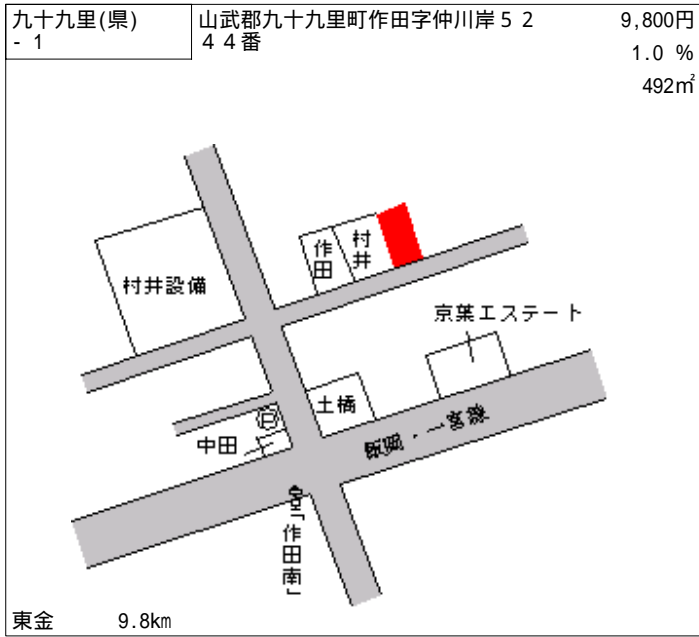 九十九里(県)
- 1
山武郡九十九里町作田字仲川岸５２
４４番
9,800円
1.0 %
492㎡
村井設備
作田
村井
京葉エステート
土橋
中田
飯岡・一宮線
「作田南」
東金 9.8km